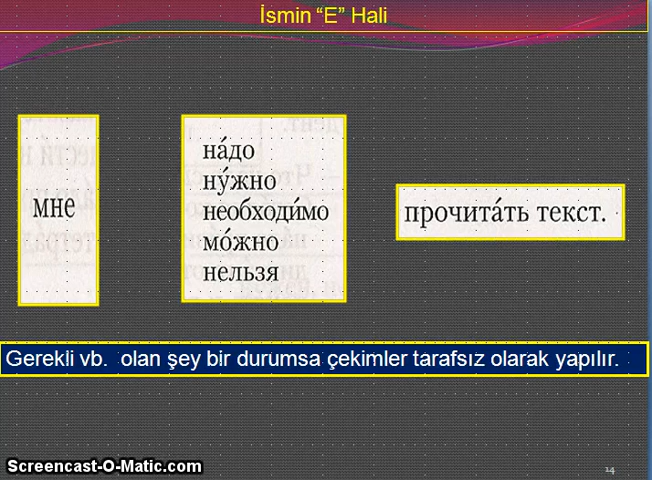 İsmin “E” Hali
мне
на́до
ну́жно
необходи́мо
мо́жно
нельзя
прочита́ть текст.
Gerekli vb. olan şey bir durumsa çekimler tarafsız olarak yapılır.
Screencast-O-Matic.com
14